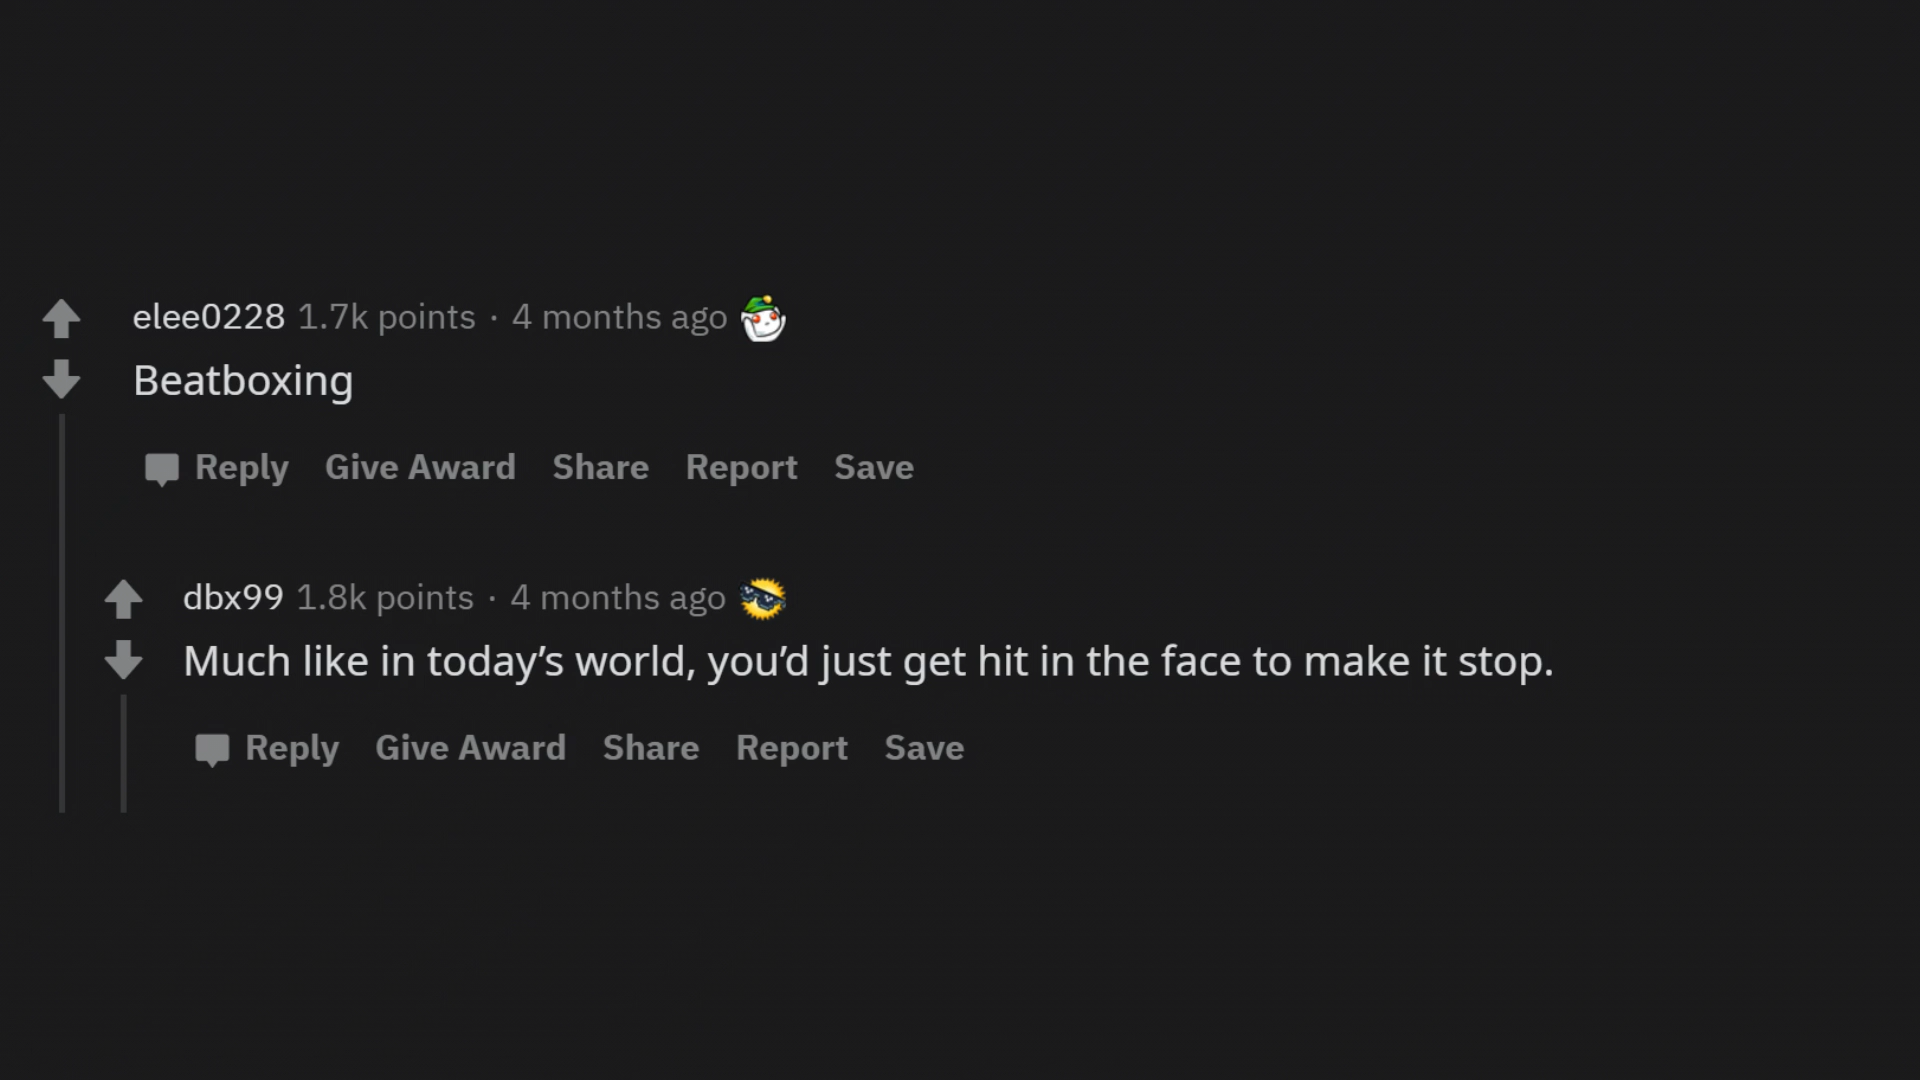 elee0228 1.7k points · 4 months ago
Beatboxing
Reply Give Award Share Report Save
dbx99 1.8k points · 4 months ago
Much like in today’s world, you’d just get hit in the face to make it stop.
Reply Give Award Share Report Save